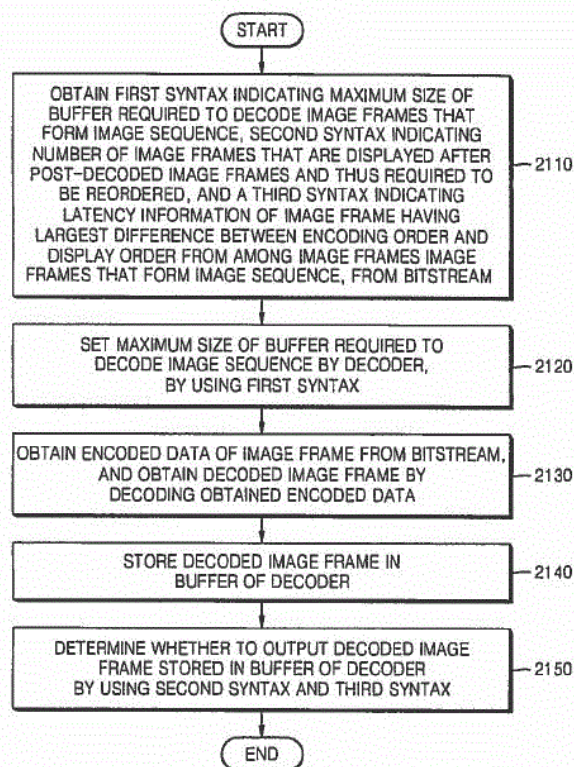 START
OBTAIN FIRST SYNTAX INDICATING MAXIMUM SIZE OF
BUFFER REQUIRED TO DECODE IMAGE FRAMES THAT
FORM IMAGE SEQUENCE, SECOND SYNTAX INDICATING
NUMBER OF IMAGE FRAMES THAT ARE DISPLAYED AFTER
POST-DECODED IMAGE FRAMES AND THUS REQUIRED TO
BE REORDERED, AND A THIRD SYNTAX INDICATING
LATENCY INFORMATION OF IMAGE FRAME HAVING
LARGEST DIFFERENCE BETWEEN ENCODING ORDER AND
DISPLAY ORDER FROM AMONG IMAGE FRAMES IMAGE
FRAMES THAT FORM IMAGE SEQUENCE, FROM BITSTREAM
2110
SET MAXIMUM SIZE OF BUFFER REQUIRED TO
DECODE IMAGE SEQUENCE BY DECODER,
BY USING FIRST SYNTAX
2120
OBTAIN ENCODED DATA OF IMAGE FRAME FROM BITSTREAM,
AND OBTAIN DECODED IMAGE FRAME BY
DECODING OBTAINED ENCODED DATA
2130
STORE DECODED IMAGE FRAME IN
BUFFER OF DECODER
2140
DETERMINE WHETHER TO OUTPUT DECODED IMAGE
FRAME STORED IN BUFFER OF DECODER
BY USING SECOND SYNTAX AND THIRD SYNTAX
2150
END